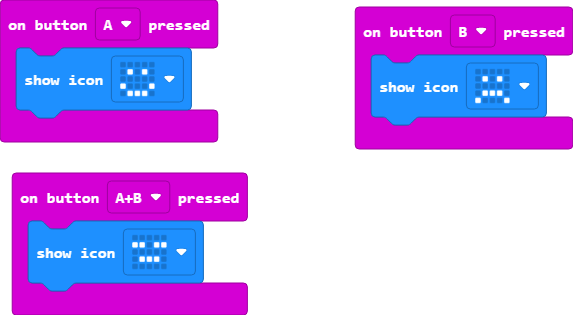 on button A pressed
show icon
on button B pressed
show icon
on button A+B pressed
show icon